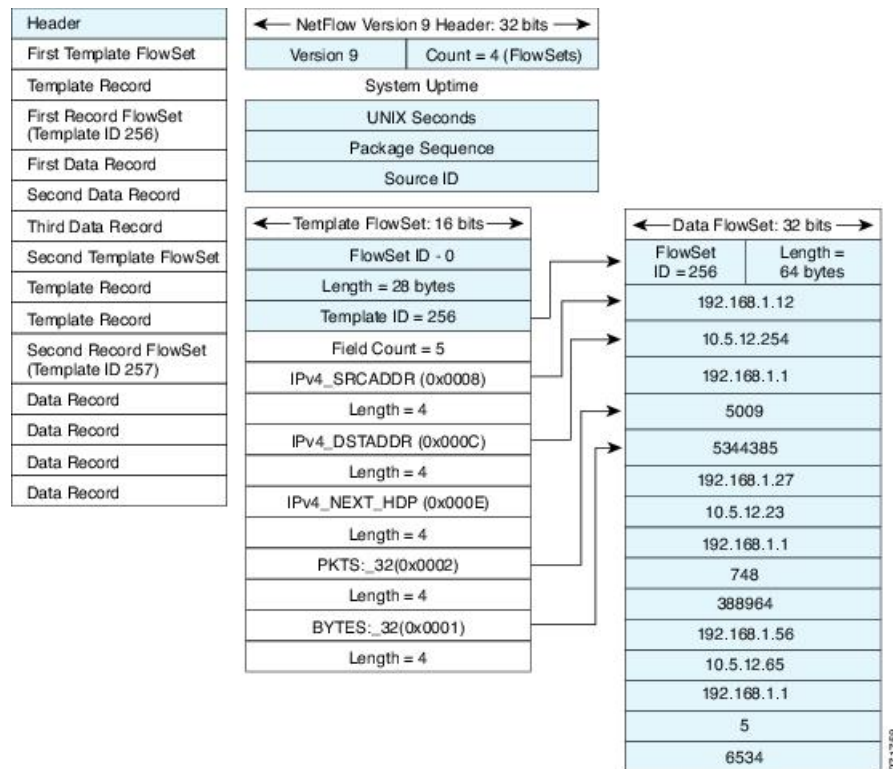 Header
First Template FlowSet
Template Record
First Record FlowSet
(Template ID 256)
First Data Record
Second Data Record
Third Data Record
Second Template FlowSet
Template Record
Template Record
Second Record FlowSet
(Template ID 257)
Data Record
Data Record
Data Record
Data Record
NetFlow Version 9 Header: 32 bits
Version 9
Count = 4 (FlowSets)
System Uptime
UNIX Seconds
Package Sequence
Source ID
Template FlowSet: 16 bits
FlowSet ID - 0
Length = 28 bytes
Template ID = 256
Field Count = 5
IPv4_SRCADDR (0x0008)
Length = 4
IPv4_DSTADDR (0x000C)
Length = 4
IPv4_NEXT_HDP (0x000E)
Length = 4
PKTS:_32(0x0002)
Length = 4
BYTES:_32(0x0001)
Length = 4
Data FlowSet: 32 bits
FlowSet
ID = 256
Length =
64 bytes
192.168.1.12
10.5.12.254
192.168.1.1
5009
5344385
192.168.1.27
10.5.12.23
192.168.1.1
748
388964
192.168.1.56
10.5.12.65
192.168.1.1
5
6534